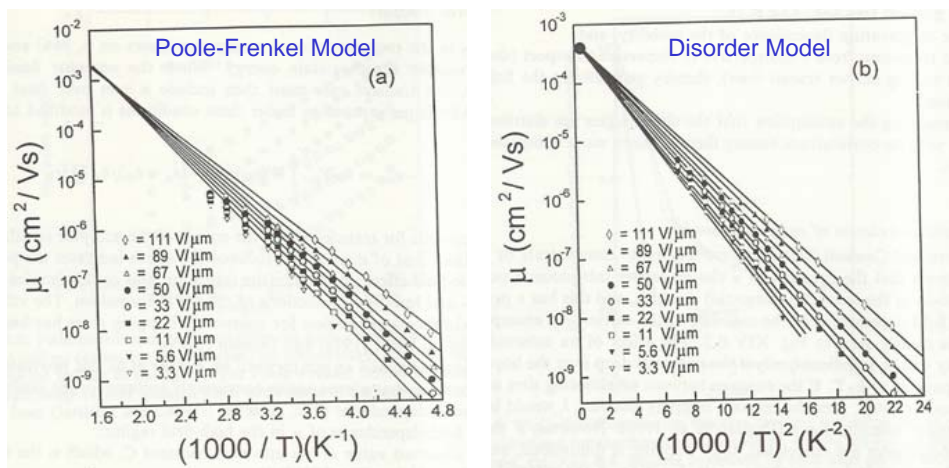 Poole-Frenkel Model
(a)
μ (cm²/ Vs)
10⁻²
10⁻³
10⁻⁴
10⁻⁵
10⁻⁶
10⁻⁷
10⁻⁸
10⁻⁹
◊ = 111 V/μm
▲ = 89 V/μm
△ = 67 V/μm
● = 50 V/μm
○ = 33 V/μm
■ = 22 V/μm
□ = 11 V/μm
▼ = 5.6 V/μm
▽ = 3.3 V/μm
1.6 2.0 2.4 2.8 3.2 3.6 4.0 4.4 4.8
(1000 / T)(K⁻¹)
Disorder Model
(b)
μ (cm²/ Vs)
10⁻³
10⁻⁴
10⁻⁵
10⁻⁶
10⁻⁷
10⁻⁸
10⁻⁹
◊ = 111 V/μm
▲ = 89 V/μm
△ = 67 V/μm
● = 50 V/μm
○ = 33 V/μm
■ = 22 V/μm
□ = 11 V/μm
▼ = 5.6 V/μm
▽ = 3.3 V/μm
0 2 4 6 8 10 12 14 16 18 20 22 24
(1000 / T)² (K⁻²)